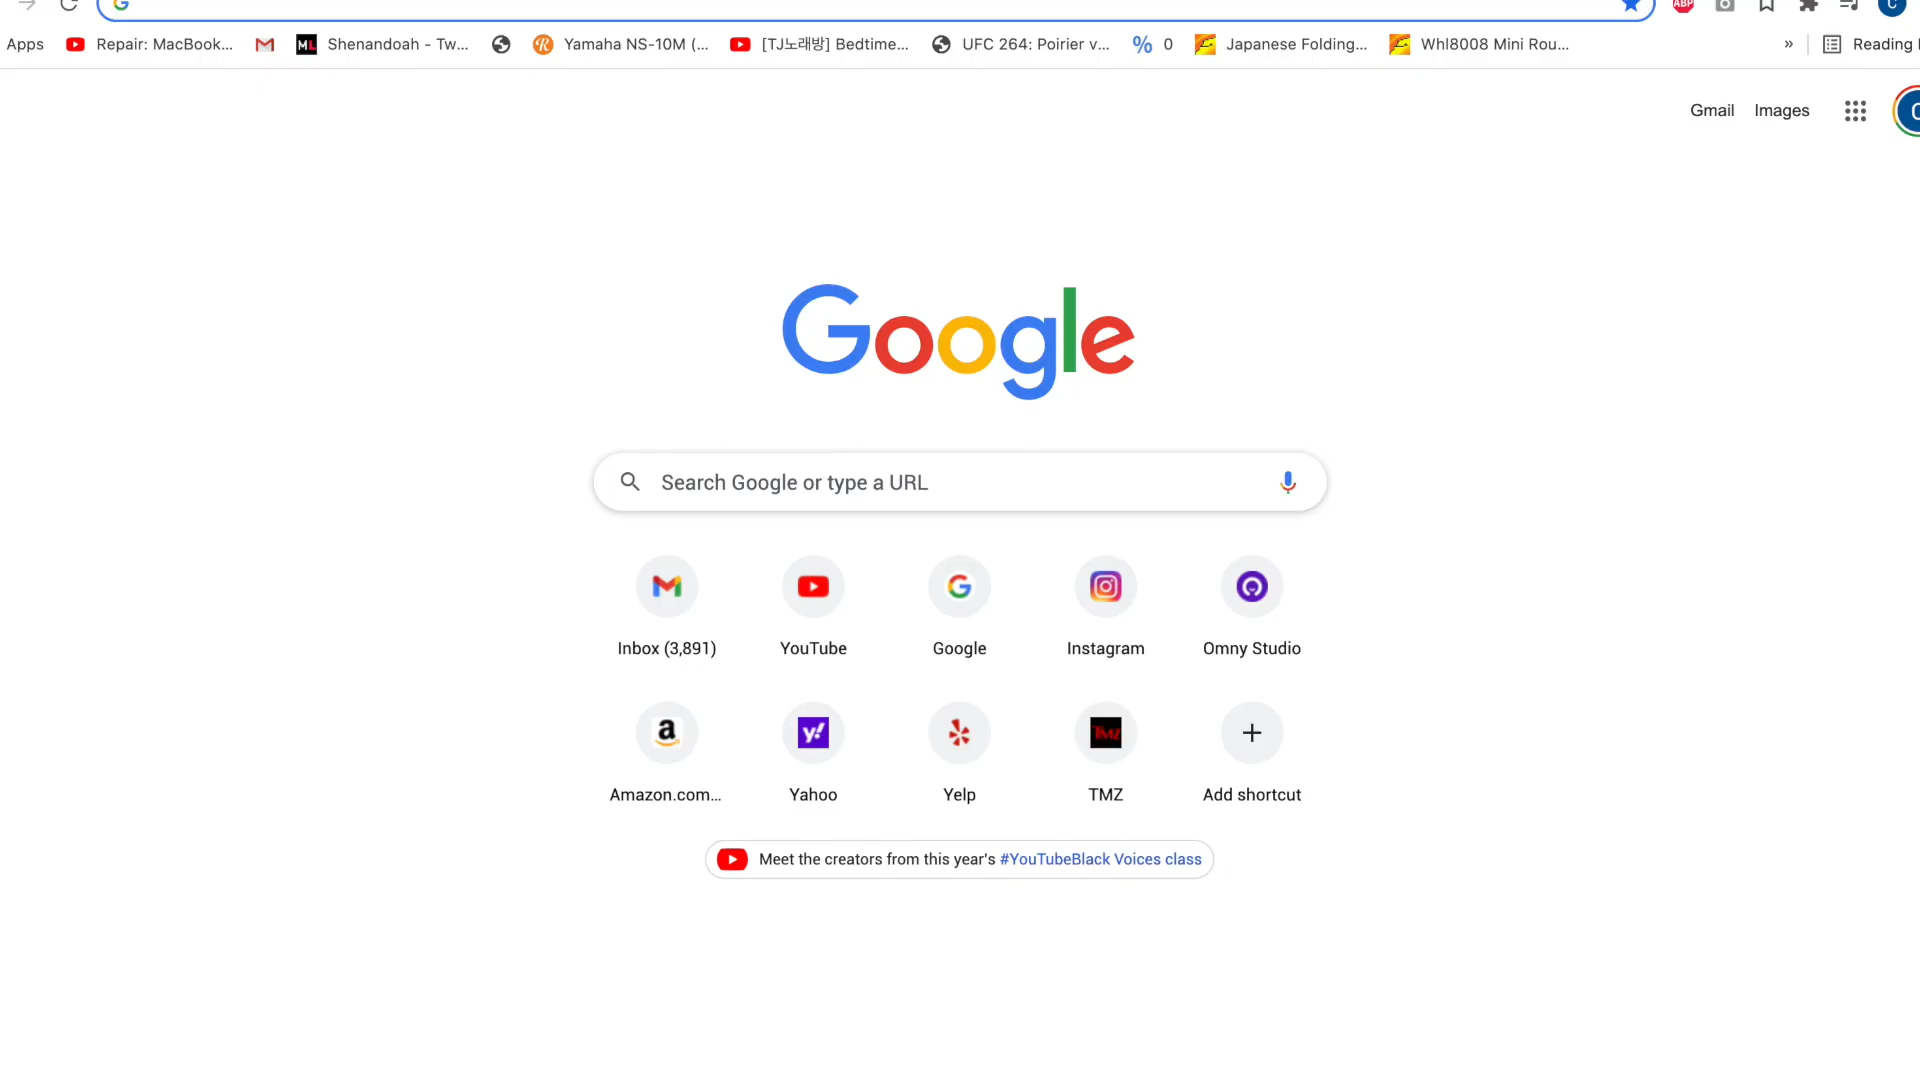 Apps Repair: MacBook... ML Shenandoah - Tw... Yamaha NS-10M (... [TJ노래방] Bedtime... UFC 264: Poirier v... % 0 Japanese Folding... Whl8008 Mini Rou... » Reading
Gmail Images
Google
Search Google or type a URL
Inbox (3,891) YouTube Google Instagram Omny Studio
Amazon.com... Yahoo Yelp TMZ Add shortcut
Meet the creators from this year's #YouTubeBlack Voices class